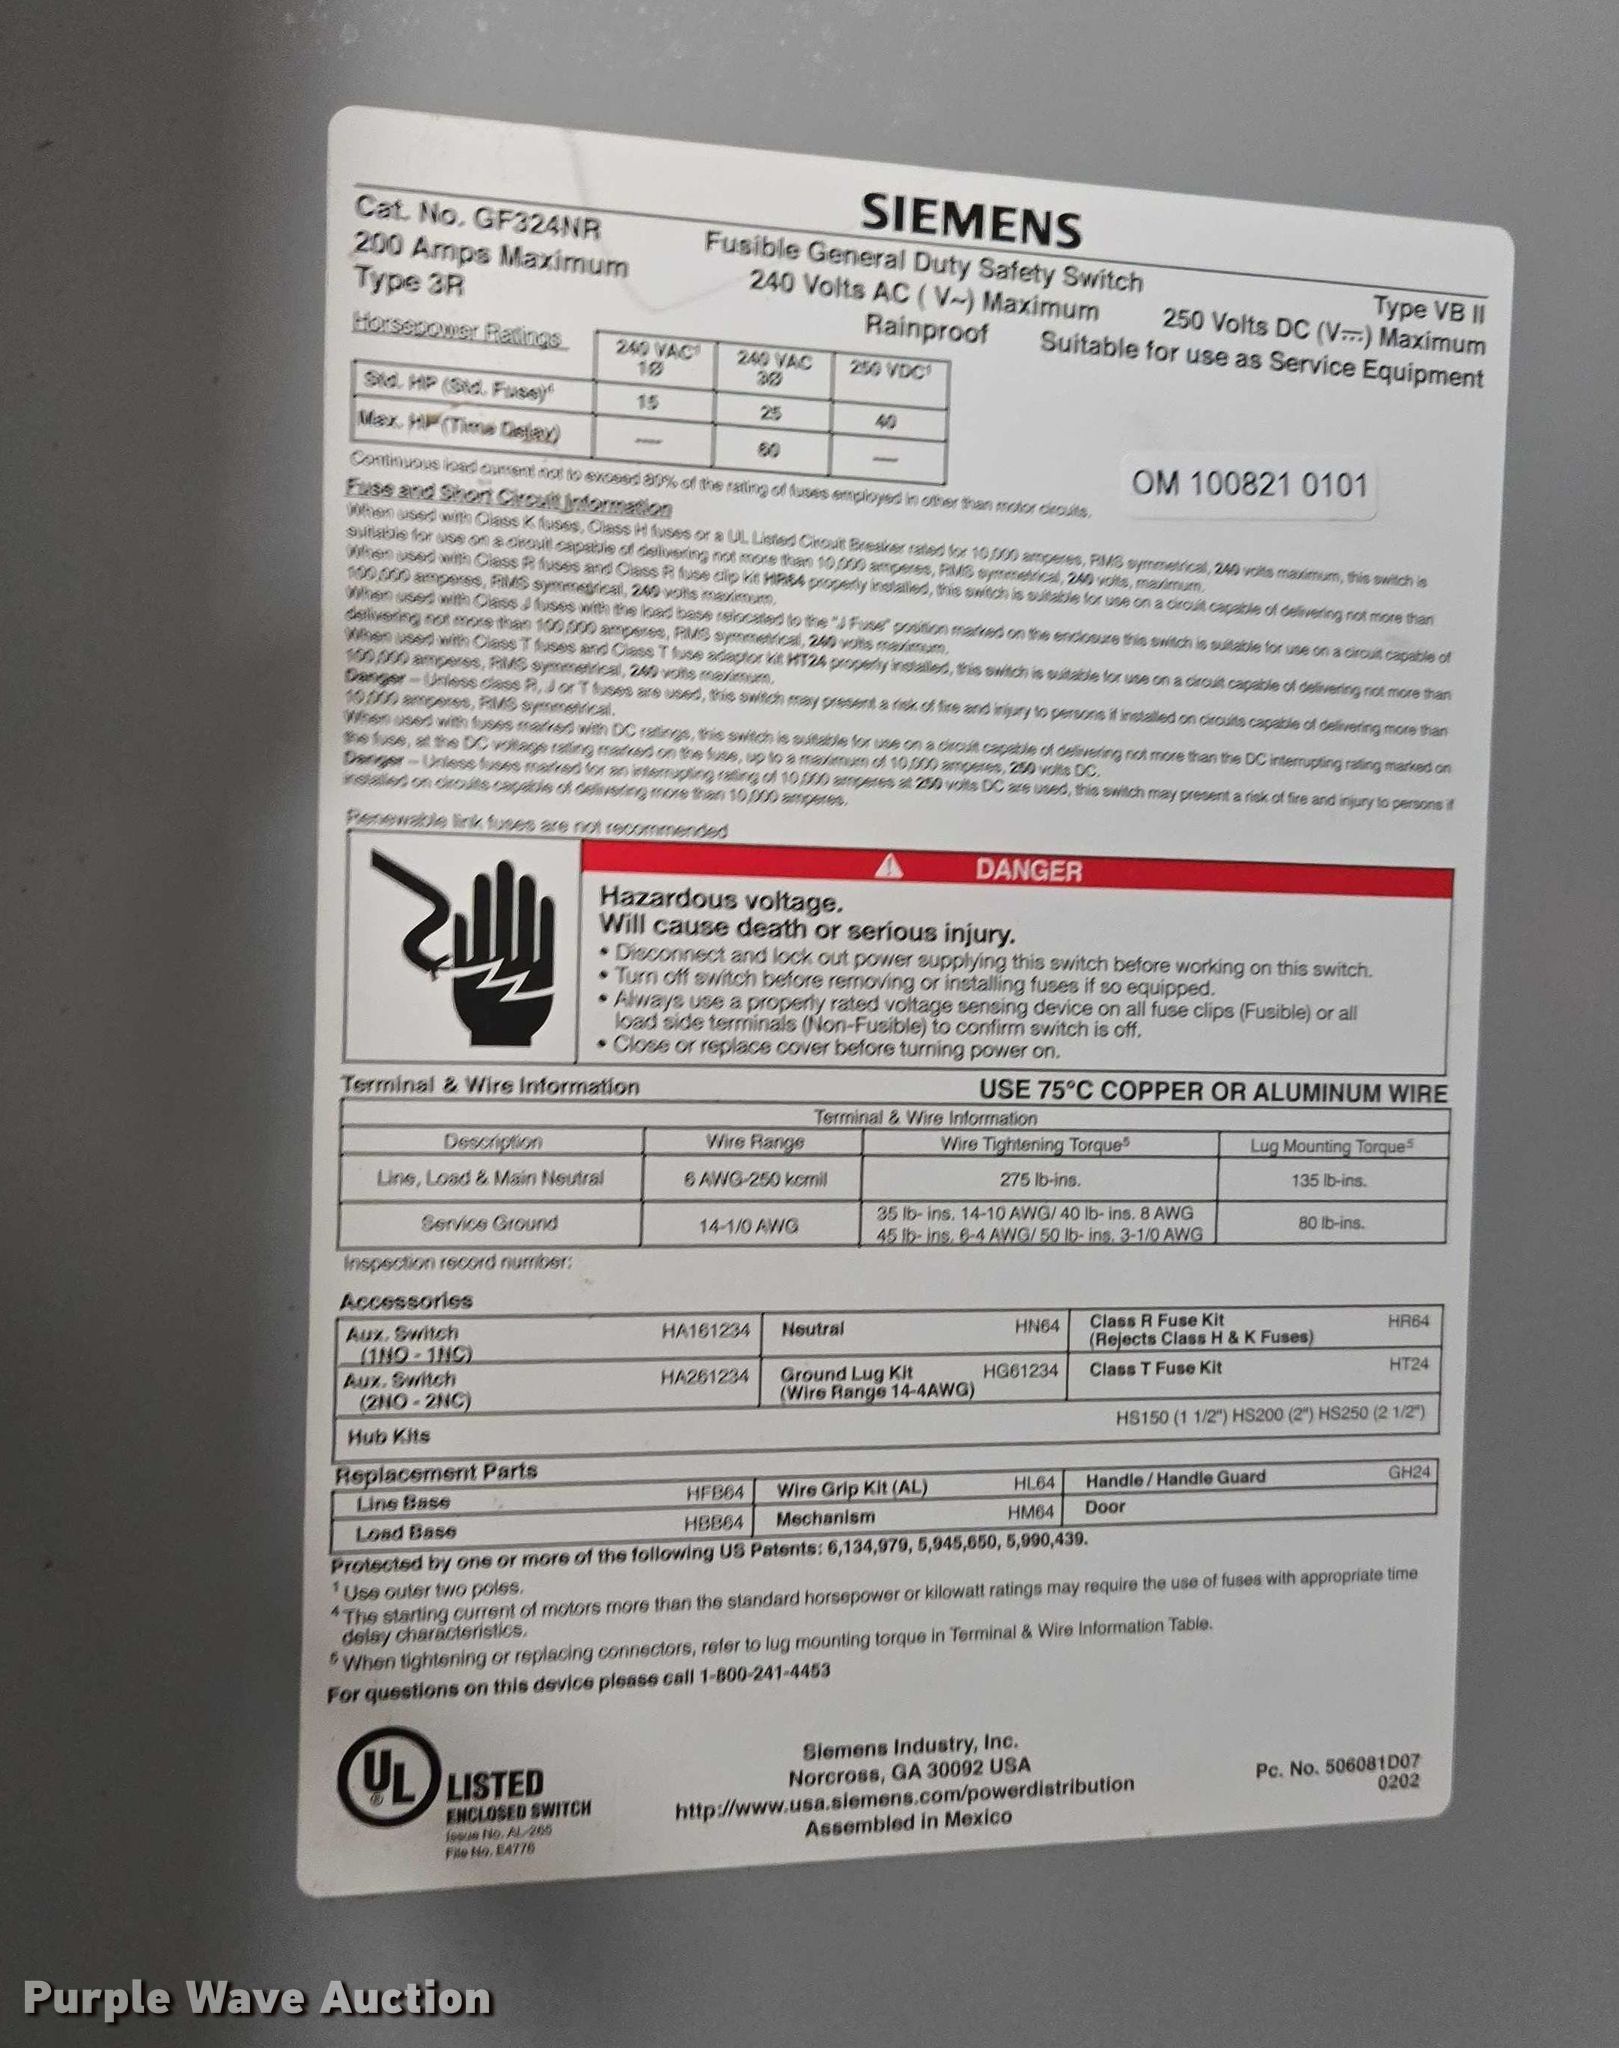 SIEMENS
Cat. No. GF324NR
200 Amps Maximum
Type 3R
Fusible General Duty Safety Switch
240 Volts AC ( V~) Maximum
Rainproof
Type VB II
250 Volts DC (V⎓) Maximum
Suitable for use as Service Equipment
Horsepower Ratings
240 VAC¹ 1Ø
240 VAC 3Ø
250 VDC¹
Std. HP (Std. Fuse)⁴ 15 25 40
Max. HP (Time Delay) — 60 —
OM 100821 0101
Continuous load current not to exceed 80% of the rating of fuses employed in other than motor circuits.
Fuse and Short Circuit Information
When used with Class K fuses, Class H fuses or a UL Listed Circuit Breaker rated for 10,000 amperes, RMS symmetrical, 240 volts maximum, this switch is
suitable for use on a circuit capable of delivering not more than 10,000 amperes, RMS symmetrical, 240 volts, maximum.
When used with Class R fuses and Class R fuse clip kit HR64 properly installed, this switch is suitable for use on a circuit capable of delivering not more than
100,000 amperes, RMS symmetrical, 240 volts maximum.
When used with Class J fuses with the load base relocated to the "J Fuse" position marked on the enclosure this switch is suitable for use on a circuit capable of
delivering not more than 100,000 amperes, RMS symmetrical, 240 volts maximum.
When used with Class T fuses and Class T fuse adaptor kit HT24 properly installed, this switch is suitable for use on a circuit capable of delivering not more than
100,000 amperes, RMS symmetrical, 240 volts maximum.
Danger – Unless class R, J or T fuses are used, this switch may present a risk of fire and injury to persons if installed on circuits capable of delivering more than
10,000 amperes, RMS symmetrical.
When used with fuses marked with DC ratings, this switch is suitable for use on a circuit capable of delivering not more than the DC interrupting rating marked on
the fuse, at the DC voltage rating marked on the fuse, up to a maximum of 10,000 amperes, 250 volts DC.
Danger – Unless fuses marked for an interrupting rating of 10,000 amperes at 250 volts DC are used, this switch may present a risk of fire and injury to persons if
installed on circuits capable of delivering more than 10,000 amperes.
Renewable link fuses are not recommended
DANGER
Hazardous voltage.
Will cause death or serious injury.
• Disconnect and lock out power supplying this switch before working on this switch.
• Turn off switch before removing or installing fuses if so equipped.
• Always use a properly rated voltage sensing device on all fuse clips (Fusible) or all
load side terminals (Non-Fusible) to confirm switch is off.
• Close or replace cover before turning power on.
Terminal & Wire Information USE 75°C COPPER OR ALUMINUM WIRE
Terminal & Wire Information
Description Wire Range Wire Tightening Torque⁵ Lug Mounting Torque⁵
Line, Load & Main Neutral 6 AWG-250 kcmil 275 lb-ins. 135 lb-ins.
Service Ground 14-1/0 AWG 35 lb- ins. 14-10 AWG/ 40 lb- ins. 8 AWG 80 lb-ins.
45 lb- ins. 6-4 AWG/ 50 lb- ins. 3-1/0 AWG
Inspection record number:
Accessories
Aux. Switch HA161234 Neutral HN64 Class R Fuse Kit HR64
(1NO - 1NC) (Rejects Class H & K Fuses)
Aux. Switch HA261234 Ground Lug Kit HG61234 Class T Fuse Kit HT24
(2NO - 2NC) (Wire Range 14-4AWG)
Hub Kits HS150 (1 1/2") HS200 (2") HS250 (2 1/2")
Replacement Parts
Line Base HFB64 Wire Grip Kit (AL) HL64 Handle / Handle Guard GH24
Load Base HBB64 Mechanism HM64 Door
Protected by one or more of the following US Patents: 6,134,979, 5,945,650, 5,990,439.
¹ Use outer two poles.
⁴ The starting current of motors more than the standard horsepower or kilowatt ratings may require the use of fuses with appropriate time
delay characteristics.
⁵ When tightening or replacing connectors, refer to lug mounting torque in Terminal & Wire Information Table.
For questions on this device please call 1-800-241-4453
UL ® LISTED
ENCLOSED SWITCH
Issue No. AL-265
File No. E4776
Siemens Industry, Inc.
Norcross, GA 30092 USA
http://www.usa.siemens.com/powerdistribution
Assembled in Mexico
Pc. No. 506081D07
0202
Purple Wave Auction